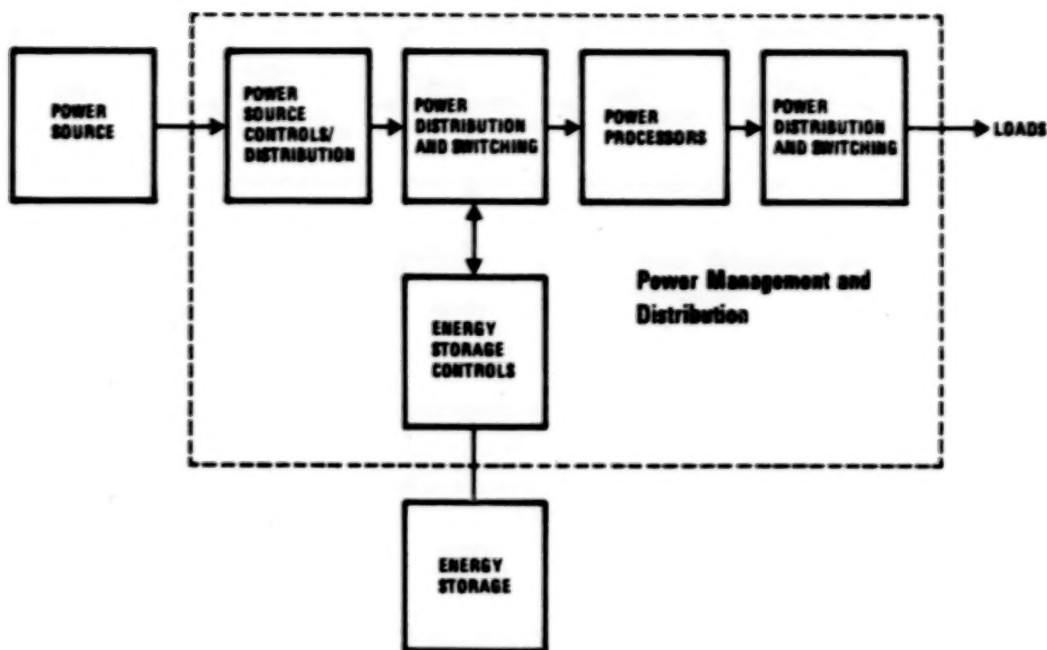 POWER
SOURCE
POWER
SOURCE
CONTROLS/
DISTRIBUTION
POWER
DISTRIBUTION
AND SWITCHING
POWER
PROCESSORS
POWER
DISTRIBUTION
AND SWITCHING
LOADS
Power Management and
Distribution
ENERGY
STORAGE
CONTROLS
ENERGY
STORAGE